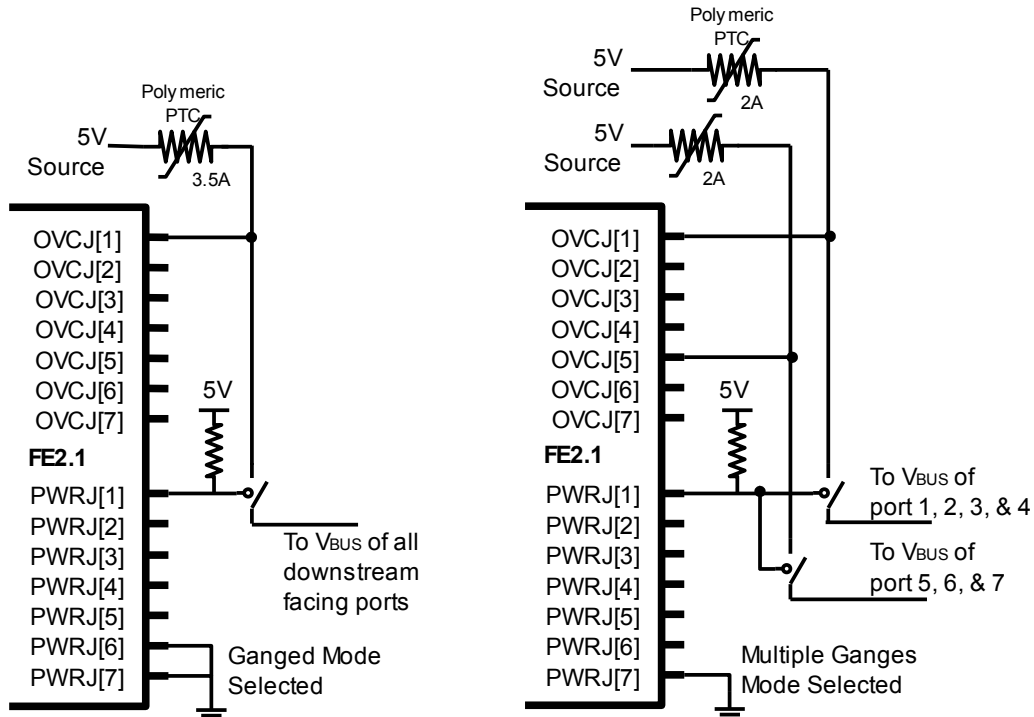 Polymeric
PTC
5V
Source
3.5A
OVCJ[1]
OVCJ[2]
OVCJ[3]
OVCJ[4]
OVCJ[5]
OVCJ[6]
OVCJ[7]
5V
FE2.1
PWRJ[1]
PWRJ[2]
PWRJ[3]
PWRJ[4]
PWRJ[5]
PWRJ[6]
PWRJ[7]
To VBUS of all
downstream
facing ports
Ganged Mode
Selected
Polymeric
PTC
5V
Source
2A
5V
Source
2A
OVCJ[1]
OVCJ[2]
OVCJ[3]
OVCJ[4]
OVCJ[5]
OVCJ[6]
OVCJ[7]
5V
FE2.1
PWRJ[1]
PWRJ[2]
PWRJ[3]
PWRJ[4]
PWRJ[5]
PWRJ[6]
PWRJ[7]
To VBUS of
port 1, 2, 3, & 4
To VBUS of
port 5, 6, & 7
Multiple Ganges
Mode Selected